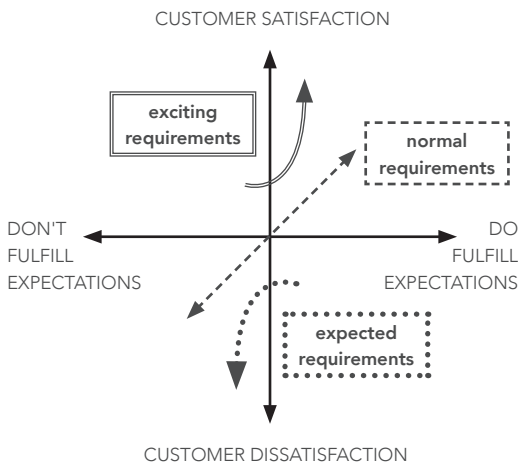 CUSTOMER SATISFACTION
exciting
requirements
normal
requirements
DON'T
FULFILL
EXPECTATIONS
DO
FULFILL
EXPECTATIONS
expected
requirements
CUSTOMER DISSATISFACTION